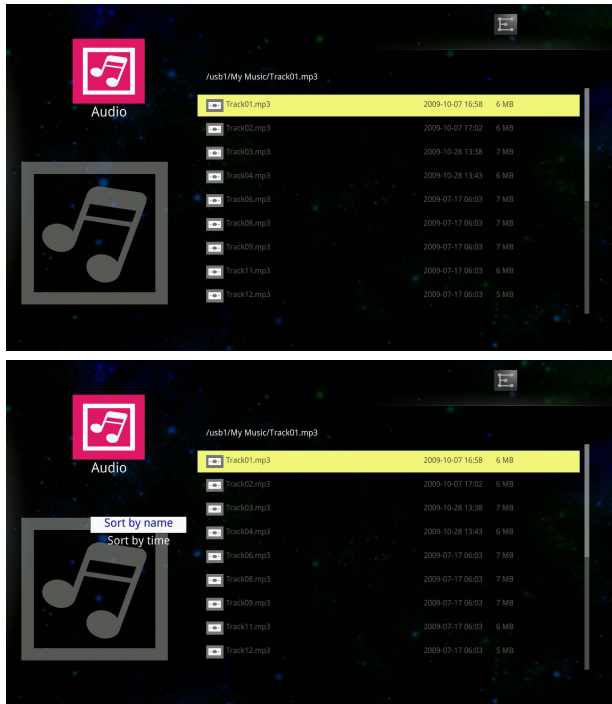 /usb1/My Music/Track01.mp3
Audio
Track01.mp3 2009-10-07 16:58 6 MB
Track02.mp3 2009-10-07 17:02 6 MB
Track03.mp3 2009-10-28 13:38 7 MB
Track04.mp3 2009-10-28 13:43 6 MB
Track06.mp3 2009-07-17 06:03 7 MB
Track08.mp3 2009-07-17 06:03 7 MB
Track09.mp3 2009-07-17 06:03 7 MB
Track11.mp3 2009-07-17 06:03 6 MB
Track12.mp3 2009-07-17 06:03 5 MB
/usb1/My Music/Track01.mp3
Audio
Track01.mp3 2009-10-07 16:58 6 MB
Track02.mp3 2009-10-07 17:02 6 MB
Track03.mp3 2009-10-28 13:38 7 MB
Sort by name
Track04.mp3 2009-10-28 13:43 6 MB
Sort by time
Track06.mp3 2009-07-17 06:03 7 MB
Track08.mp3 2009-07-17 06:03 7 MB
Track09.mp3 2009-07-17 06:03 7 MB
Track11.mp3 2009-07-17 06:03 6 MB
Track12.mp3 2009-07-17 06:03 5 MB